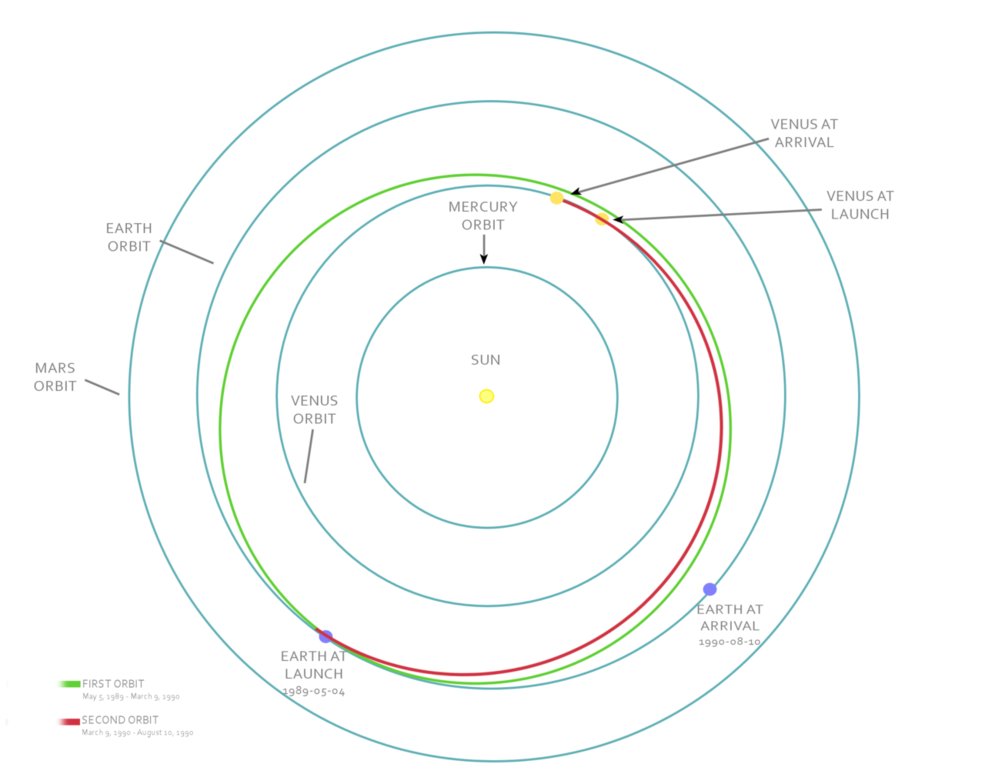 VENUS AT
ARRIVAL
VENUS AT
LAUNCH
MERCURY
ORBIT
EARTH
ORBIT
SUN
MARS
ORBIT
VENUS
ORBIT
EARTH AT
ARRIVAL
1990-08-10
EARTH AT
LAUNCH
1989-05-04
FIRST ORBIT
May 5, 1989 - March 9, 1990
SECOND ORBIT
March 9, 1990 - August 10, 1990